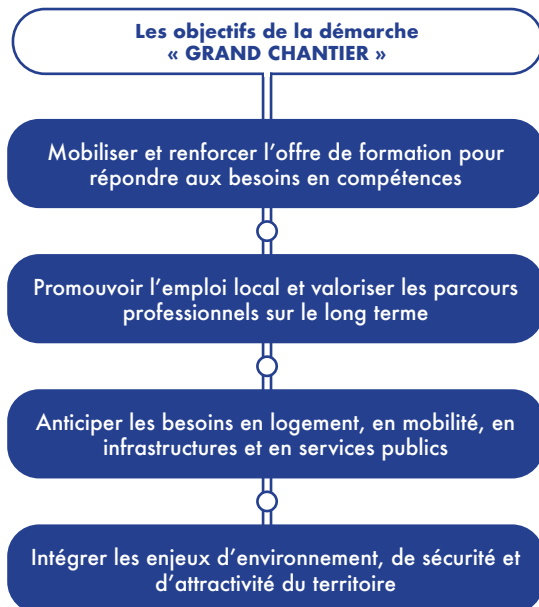 Les objectifs de la démarche
« GRAND CHANTIER »
Mobiliser et renforcer l’offre de formation pour
répondre aux besoins en compétences
Promouvoir l’emploi local et valoriser les parcours
professionnels sur le long terme
Anticiper les besoins en logement, en mobilité, en
infrastructures et en services publics
Intégrer les enjeux d’environnement, de sécurité et
d’attractivité du territoire